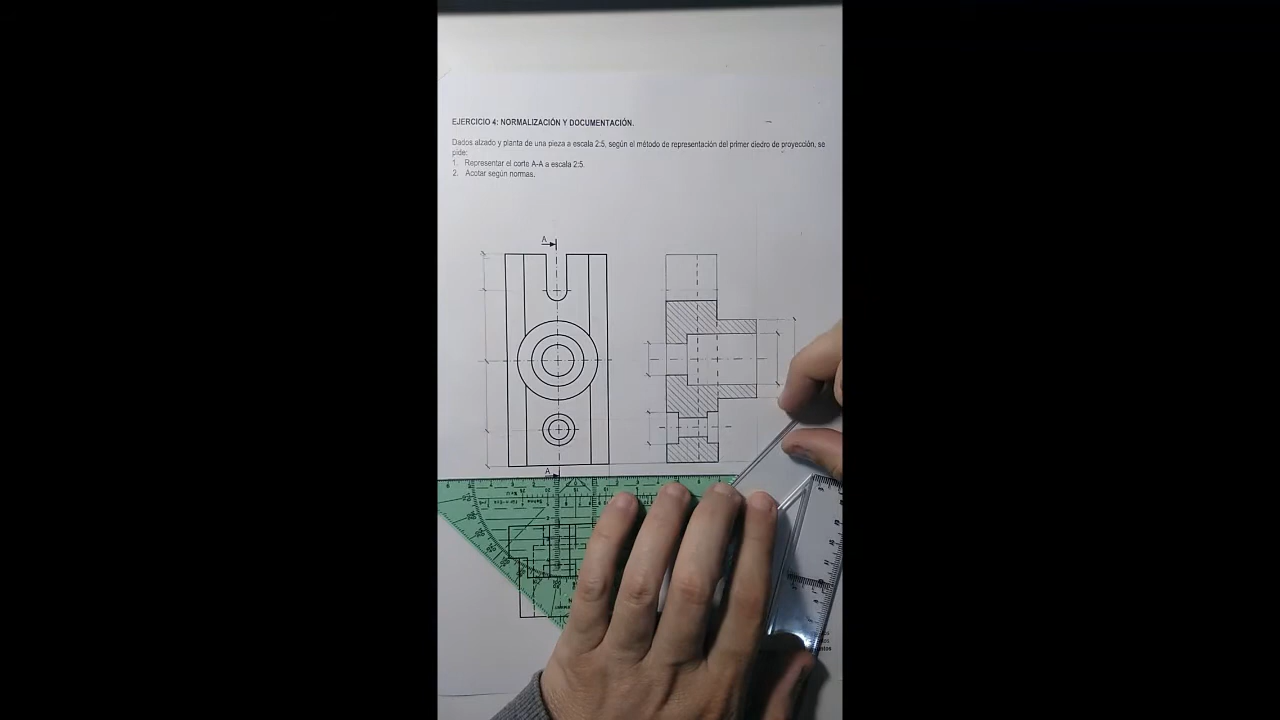 EJERCICIO 4: NORMALIZACIÓN Y DOCUMENTACIÓN.
Dados alzado y planta de una pieza a escala 2:5, según el método de representación del primer diedro de proyección, se
pide:
1. Representar el corte A-A a escala 2:5.
2. Acotar según normas.
A
A